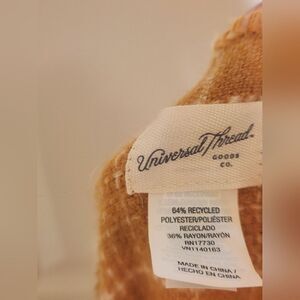 Universal Thread™
GOODS
CO.
64% RECYCLED
POLYESTER/POLIÉSTER
RECICLADO
36% RAYON/RAYÓN
RN17730
VN1140163
MADE IN CHINA /
HECHO EN CHINA